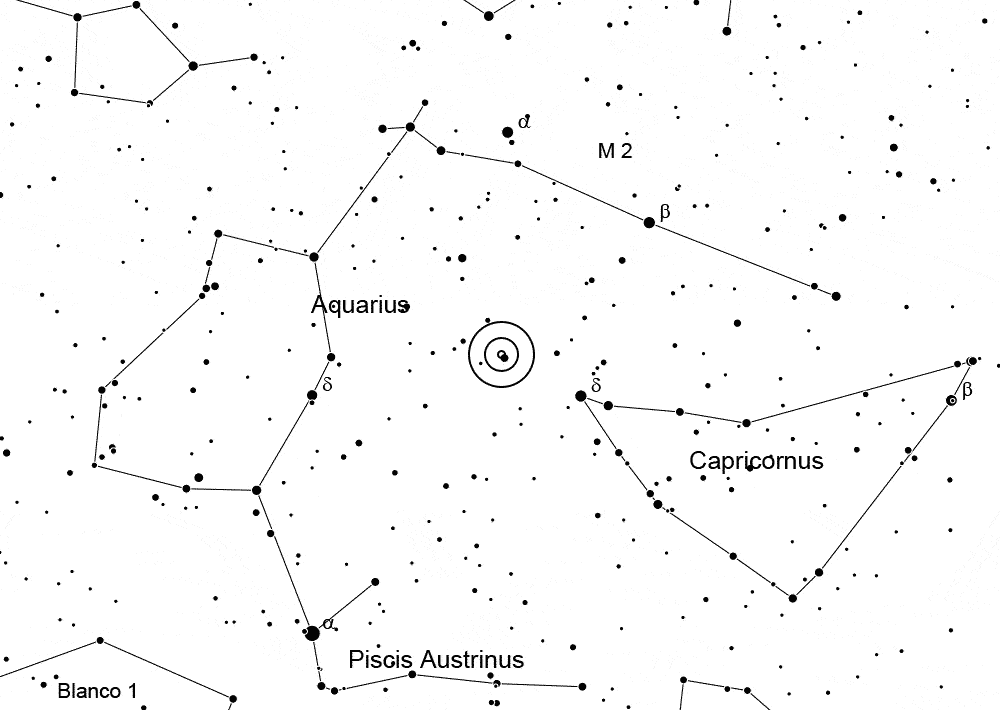 α
M 2
β
Aquarius
δ
δ
β
Capricornus
α
Piscis Austrinus
Blanco 1